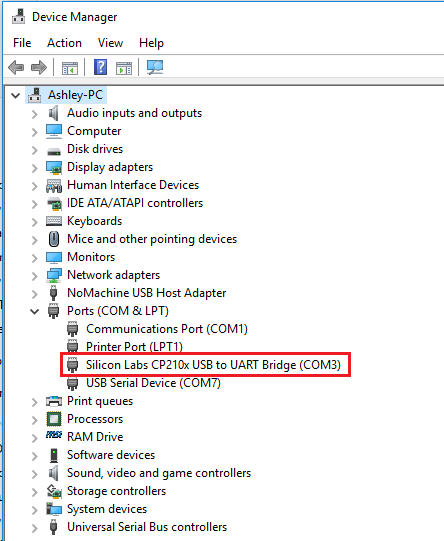 Device Manager
File Action View Help
Ashley-PC
Audio inputs and outputs
Computer
Disk drives
Display adapters
Human Interface Devices
IDE ATA/ATAPI controllers
Keyboards
Mice and other pointing devices
Monitors
Network adapters
NoMachine USB Host Adapter
Ports (COM & LPT)
Communications Port (COM1)
Printer Port (LPT1)
Silicon Labs CP210x USB to UART Bridge (COM3)
USB Serial Device (COM7)
Print queues
Processors
RAM Drive
Software devices
Sound, video and game controllers
Storage controllers
System devices
Universal Serial Bus controllers